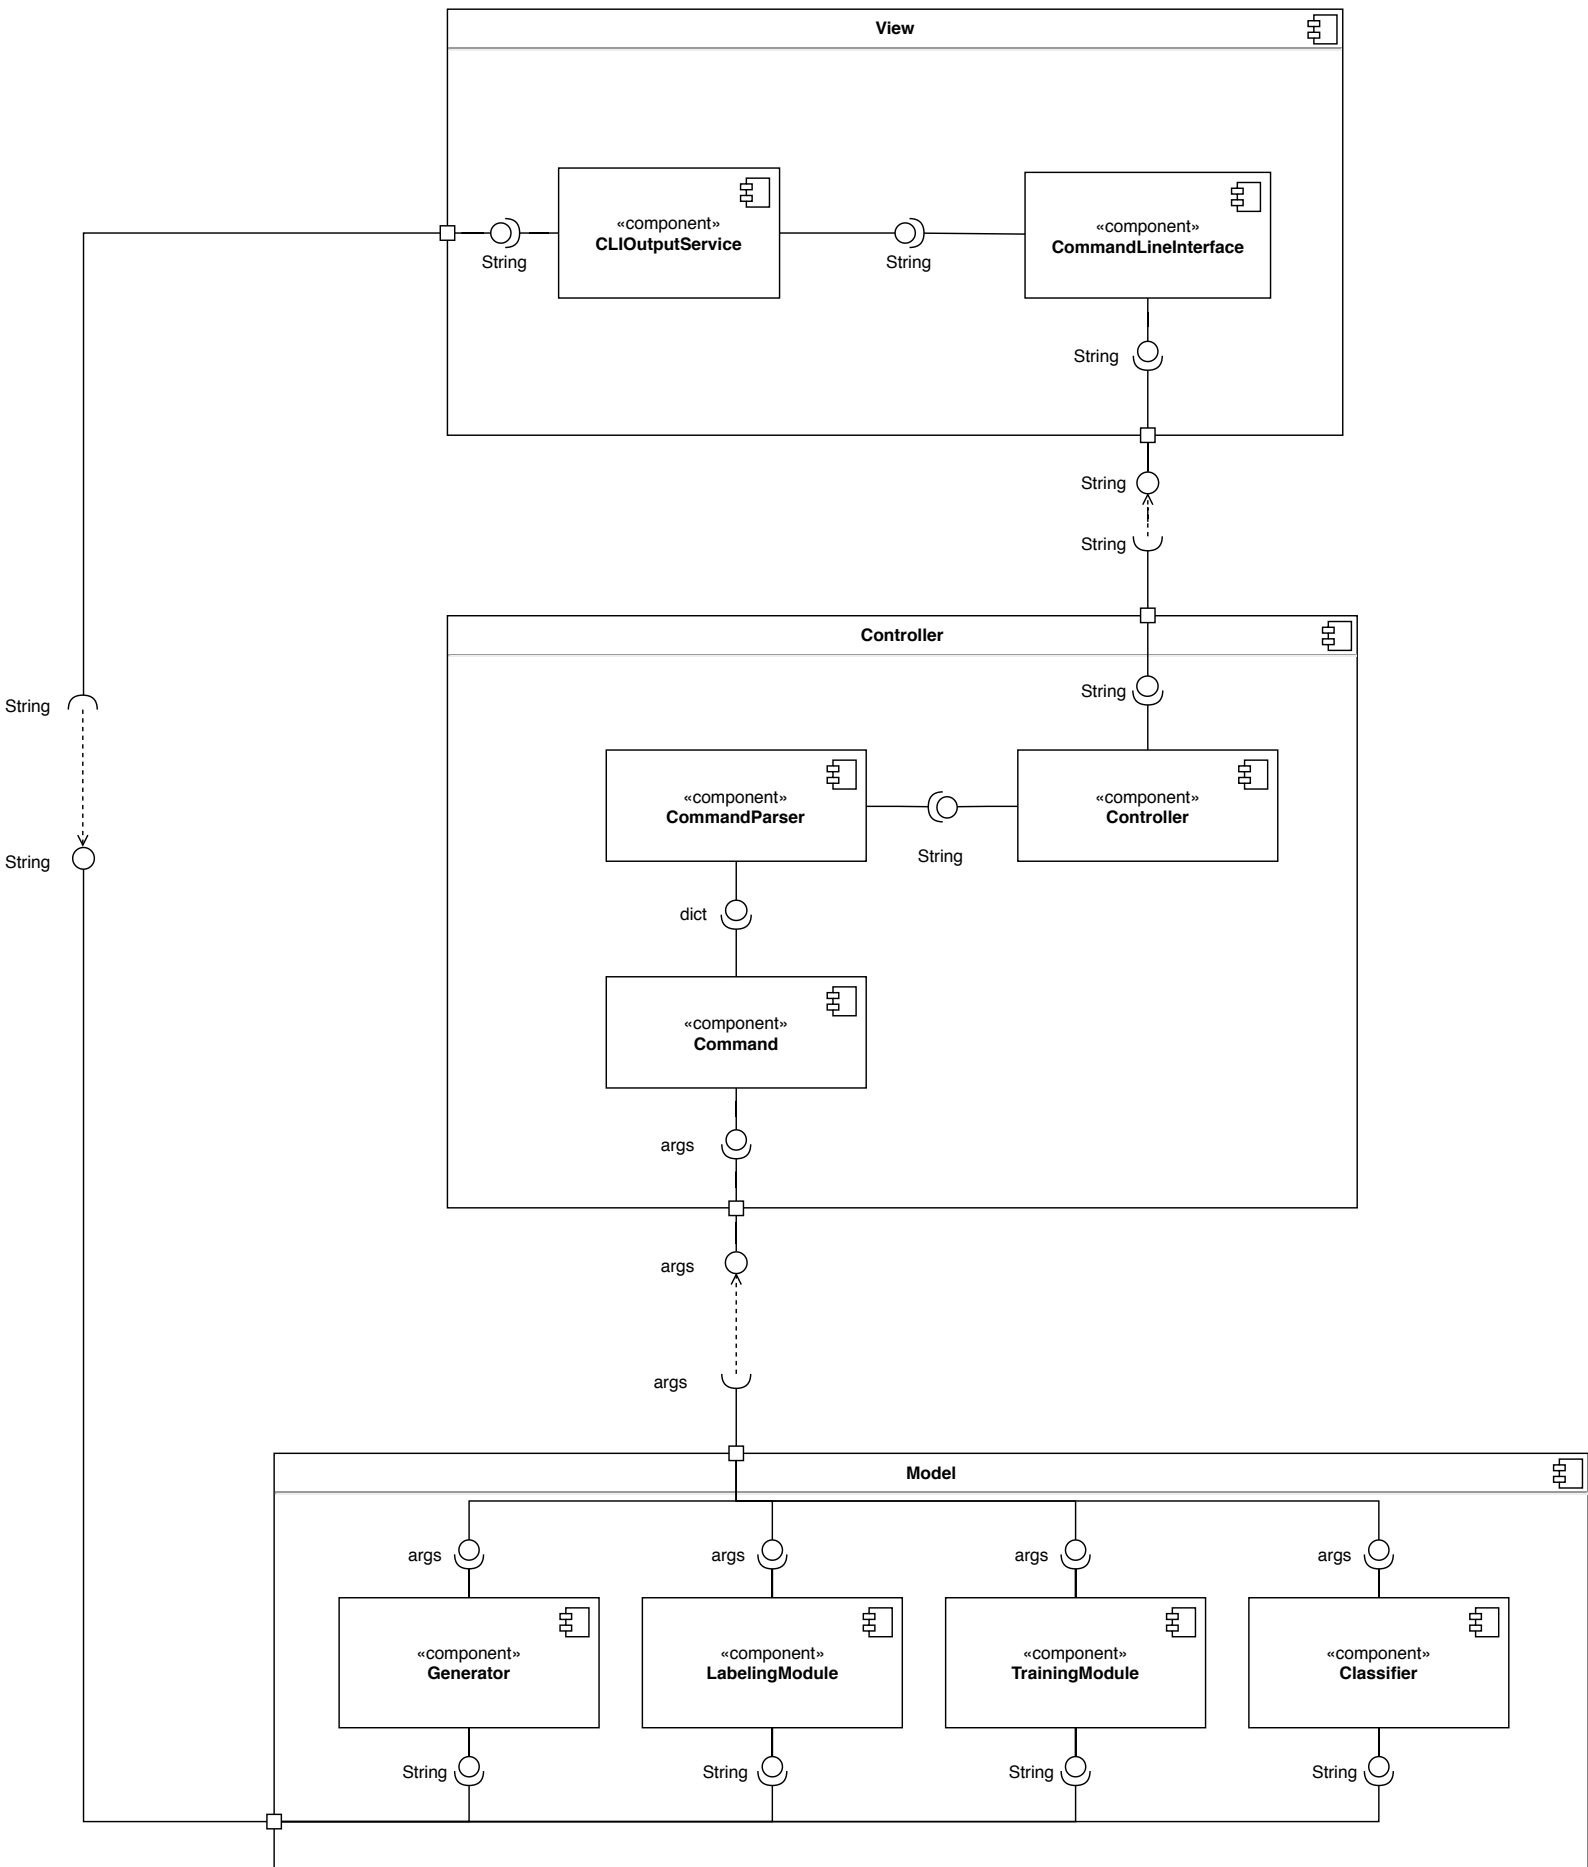 View
«component»
CLIOutputService
«component»
CommandLineInterface
String
String
String
String
String
Controller
String
String
«component»
CommandParser
«component»
Controller
String
String
dict
«component»
Command
args
args
args
Model
args
args
args
args
«component»
Generator
«component»
LabelingModule
«component»
TrainingModule
«component»
Classifier
String
String
String
String